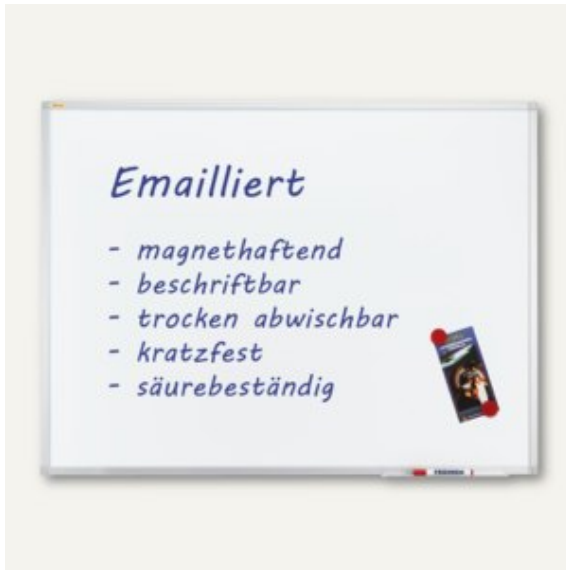 Emailliert
- magnethaftend
- beschriftbar
- trocken abwischbar
- kratzfest
- säurebeständig